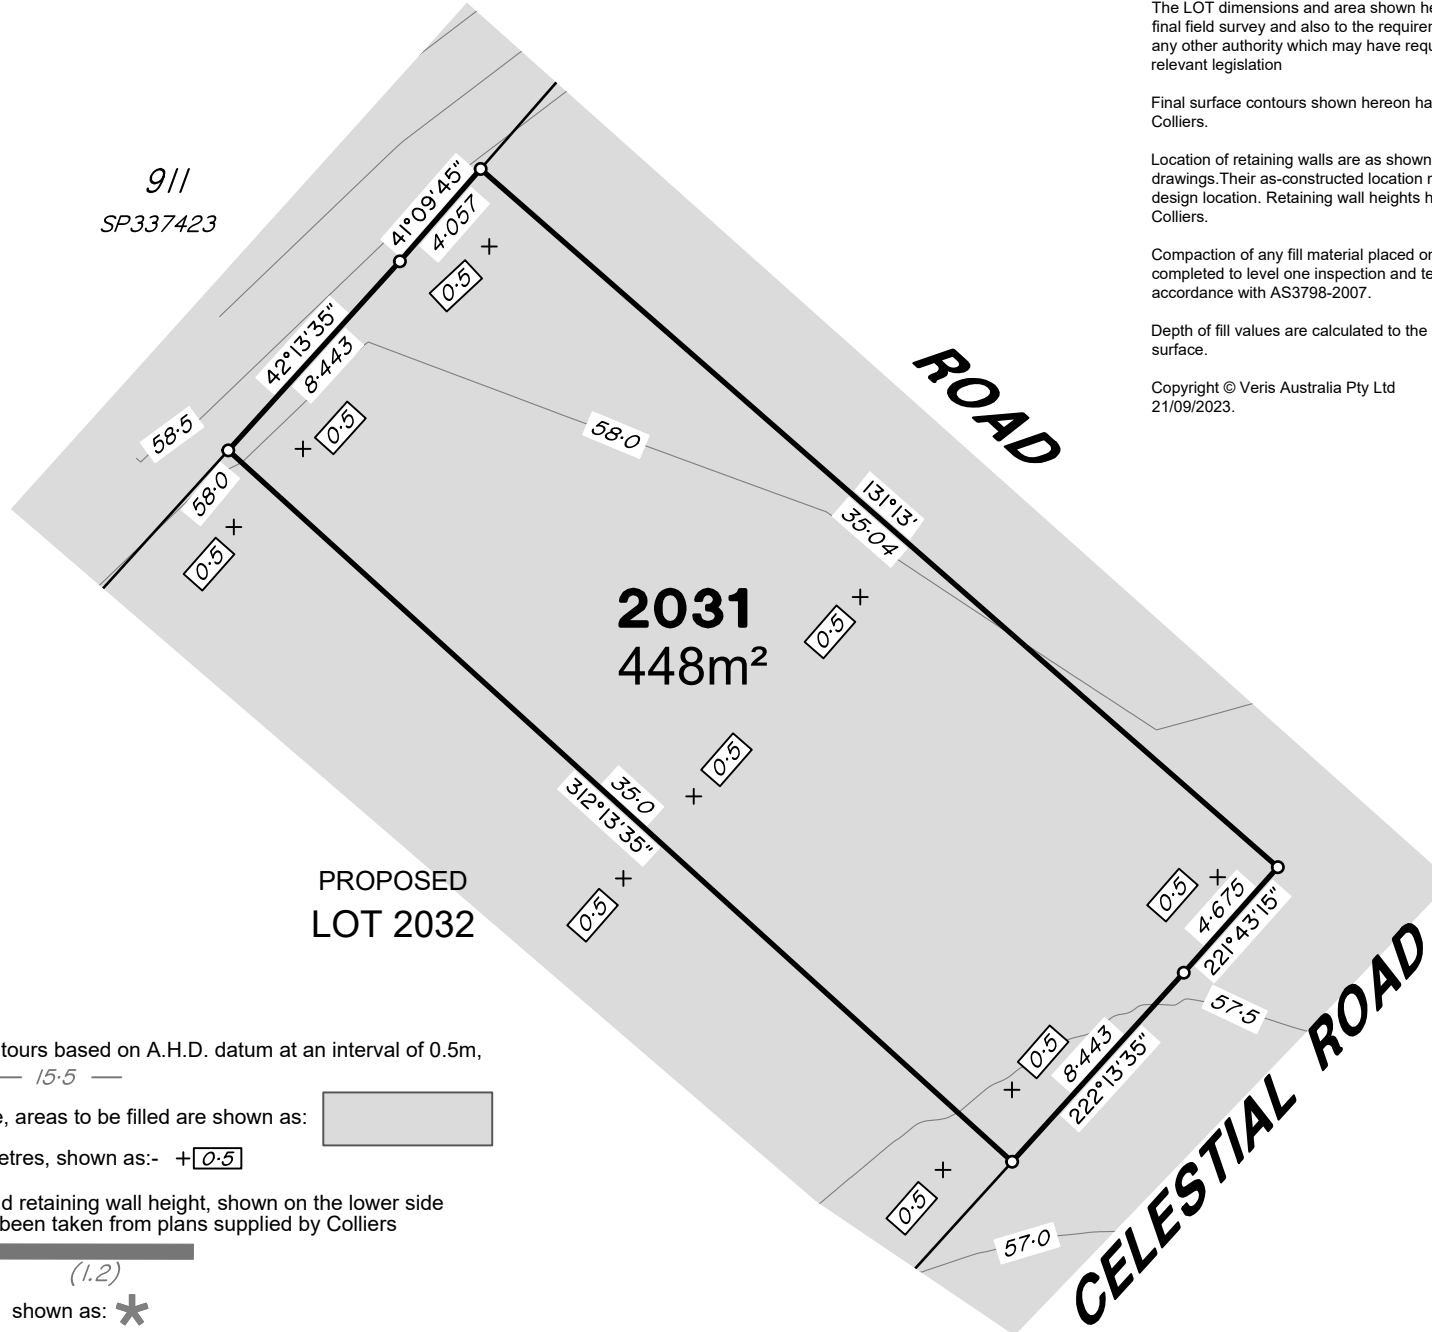 The LOT dimensions and area shown he
final field survey and also to the requirer
any other authority which may have requ
relevant legislation
Final surface contours shown hereon ha
Colliers.
Location of retaining walls are as shown
drawings.Their as-constructed location r
design location. Retaining wall heights h
Colliers.
Compaction of any fill material placed or
completed to level one inspection and te
accordance with AS3798-2007.
Depth of fill values are calculated to the
surface.
Copyright © Veris Australia Pty Ltd
21/09/2023.
911
SP337423
41°09'45"
4·057
0·5
42°13'35"
8·443
0·5
58·5
58·0
0·5
58·0
ROAD
131°13'
35·04
2031
448m²
0·5
0·5
35·0
312°13'35"
0·5
PROPOSED
LOT 2032
0·5
4·675
221°43'15"
57·5
0·5
8·443
222°13'35"
0·5
57·0
CELESTIAL ROAD
tours based on A.H.D. datum at an interval of 0.5m,
15·5
e, areas to be filled are shown as:
etres, shown as:- +0·5
d retaining wall height, shown on the lower side
been taken from plans supplied by Colliers
(1.2)
shown as: